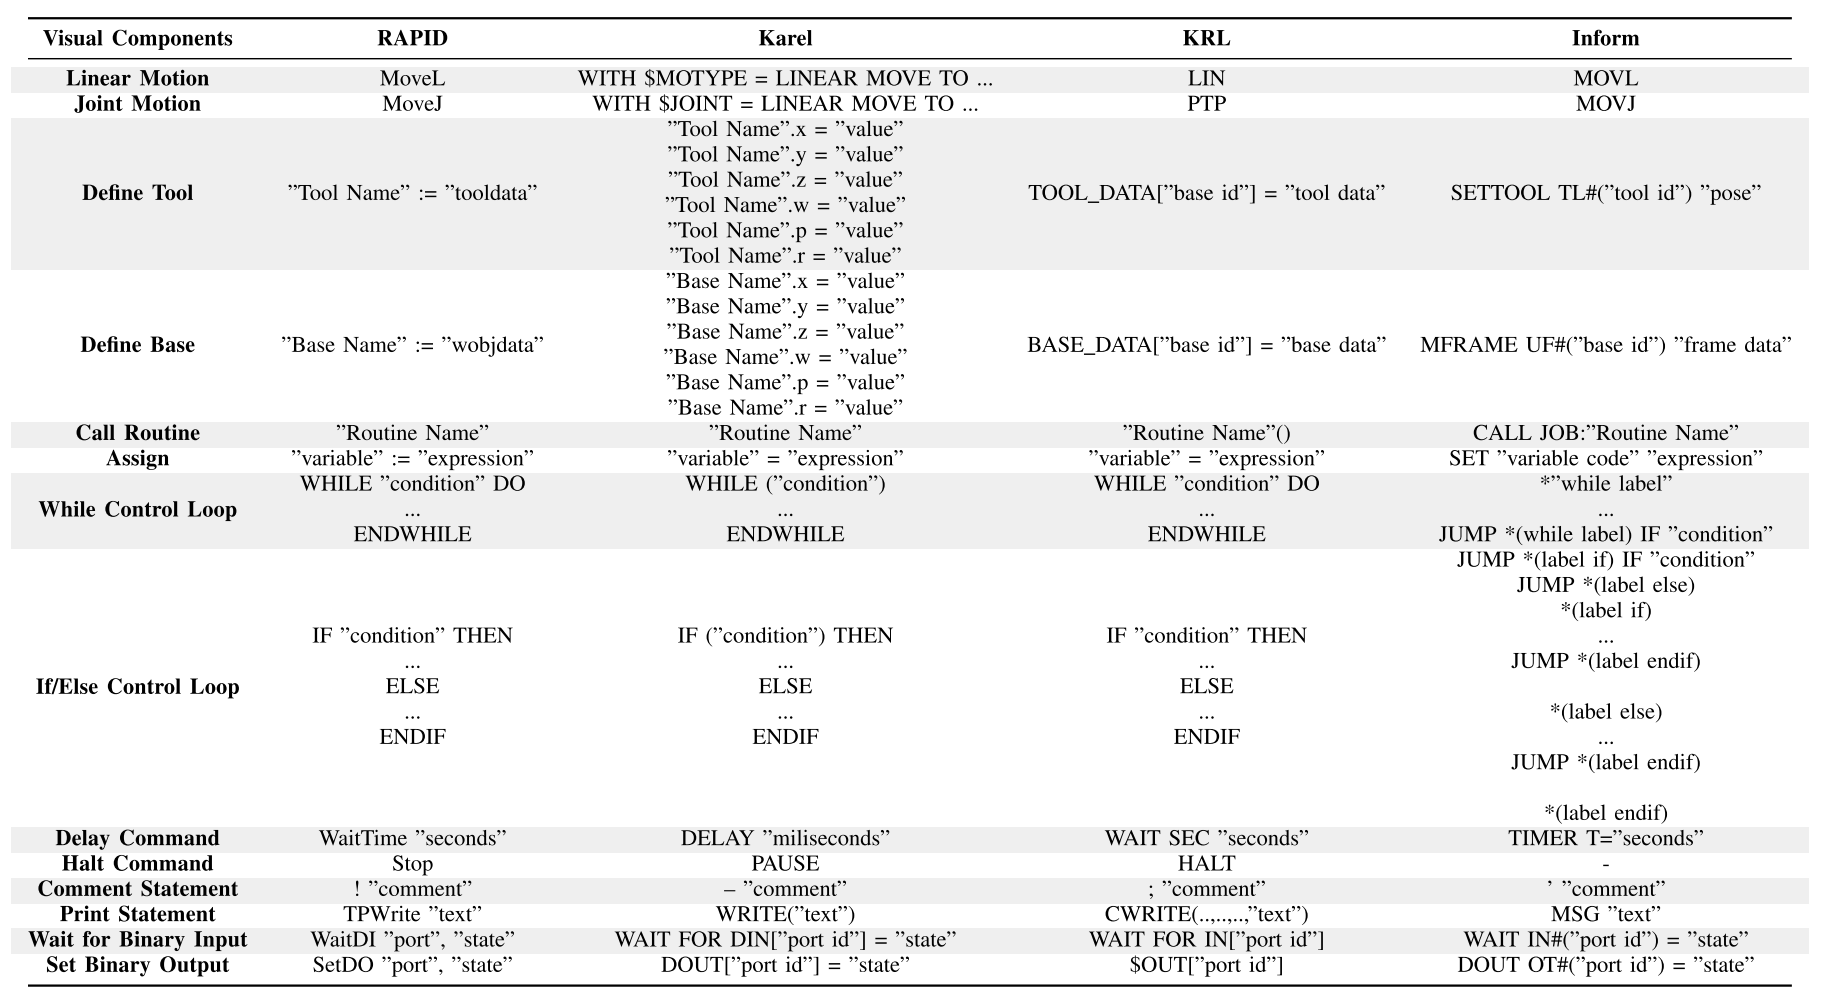 Visual Components RAPID Karel KRL Inform
Linear Motion MoveL WITH $MOTYPE = LINEAR MOVE TO ... LIN MOVL
Joint Motion MoveJ WITH $JOINT = LINEAR MOVE TO ... PTP MOVJ
”Tool Name”.x = ”value”
”Tool Name”.y = ”value”
”Tool Name”.z = ”value”
Define Tool ”Tool Name” := ”tooldata” TOOL_DATA[”base id”] = ”tool data” SETTOOL TL#(”tool id”) ”pose”
”Tool Name”.w = ”value”
”Tool Name”.p = ”value”
”Tool Name”.r = ”value”
”Base Name”.x = ”value”
”Base Name”.y = ”value”
”Base Name”.z = ”value”
Define Base ”Base Name” := ”wobjdata” BASE_DATA[”base id”] = ”base data” MFRAME UF#(”base id”) ”frame data”
”Base Name”.w = ”value”
”Base Name”.p = ”value”
”Base Name”.r = ”value”
Call Routine ”Routine Name” ”Routine Name” ”Routine Name”() CALL JOB:”Routine Name”
Assign ”variable” := ”expression” ”variable” = ”expression” ”variable” = ”expression” SET ”variable code” ”expression”
WHILE ”condition” DO WHILE (”condition”) WHILE ”condition” DO *”while label”
While Control Loop ... ... ... ...
ENDWHILE ENDWHILE ENDWHILE JUMP *(while label) IF ”condition”
JUMP *(label if) IF ”condition”
JUMP *(label else)
*(label if)
IF ”condition” THEN IF (”condition”) THEN IF ”condition” THEN ...
... ... ... JUMP *(label endif)
If/Else Control Loop ELSE ELSE ELSE
... ... ... *(label else)
ENDIF ENDIF ENDIF ...
JUMP *(label endif)
*(label endif)
Delay Command WaitTime ”seconds” DELAY ”miliseconds” WAIT SEC ”seconds” TIMER T=”seconds”
Halt Command Stop PAUSE HALT -
Comment Statement ! ”comment” – ”comment” ; ”comment” ’ ”comment”
Print Statement TPWrite ”text” WRITE(”text”) CWRITE(..,..,..,”text”) MSG ”text”
Wait for Binary Input WaitDI ”port”, ”state” WAIT FOR DIN[”port id”] = ”state” WAIT FOR IN[”port id”] WAIT IN#(”port id”) = ”state”
Set Binary Output SetDO ”port”, ”state” DOUT[”port id”] = ”state” $OUT[”port id”] DOUT OT#(”port id”) = ”state”